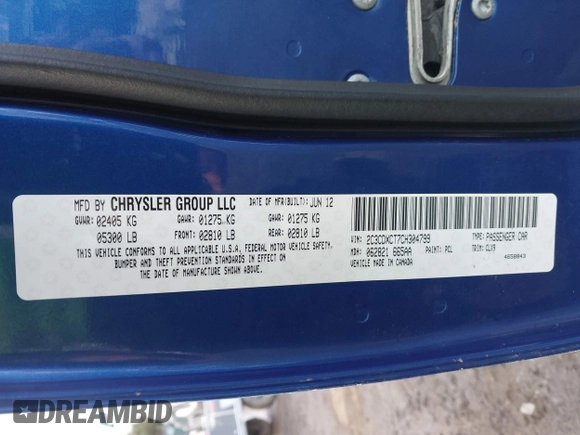 MFD BY CHRYSLER GROUP LLC DATE OF MFR(BUILT): JUN 12
GVWR: 02405 KG GAWR: 01275 KG GAWR: 01275 KG
05300 LB FRONT: 02810 LB REAR: 02810 LB
THIS VEHICLE CONFORMS TO ALL APPLICABLE U.S.A. FEDERAL MOTOR VEHICLE SAFETY,
BUMPER AND THEFT PREVENTION STANDARDS IN EFFECT
ON THE DATE OF MANUFACTURE SHOWN ABOVE.
VIN: 2C3CDXCT7CH304799 TYPE: PASSENGER CAR
MDH: 062821 665AA PAINT: PCL TRIM: CLX9
VEHICLE MADE IN CANADA 4658843
DREAMBID